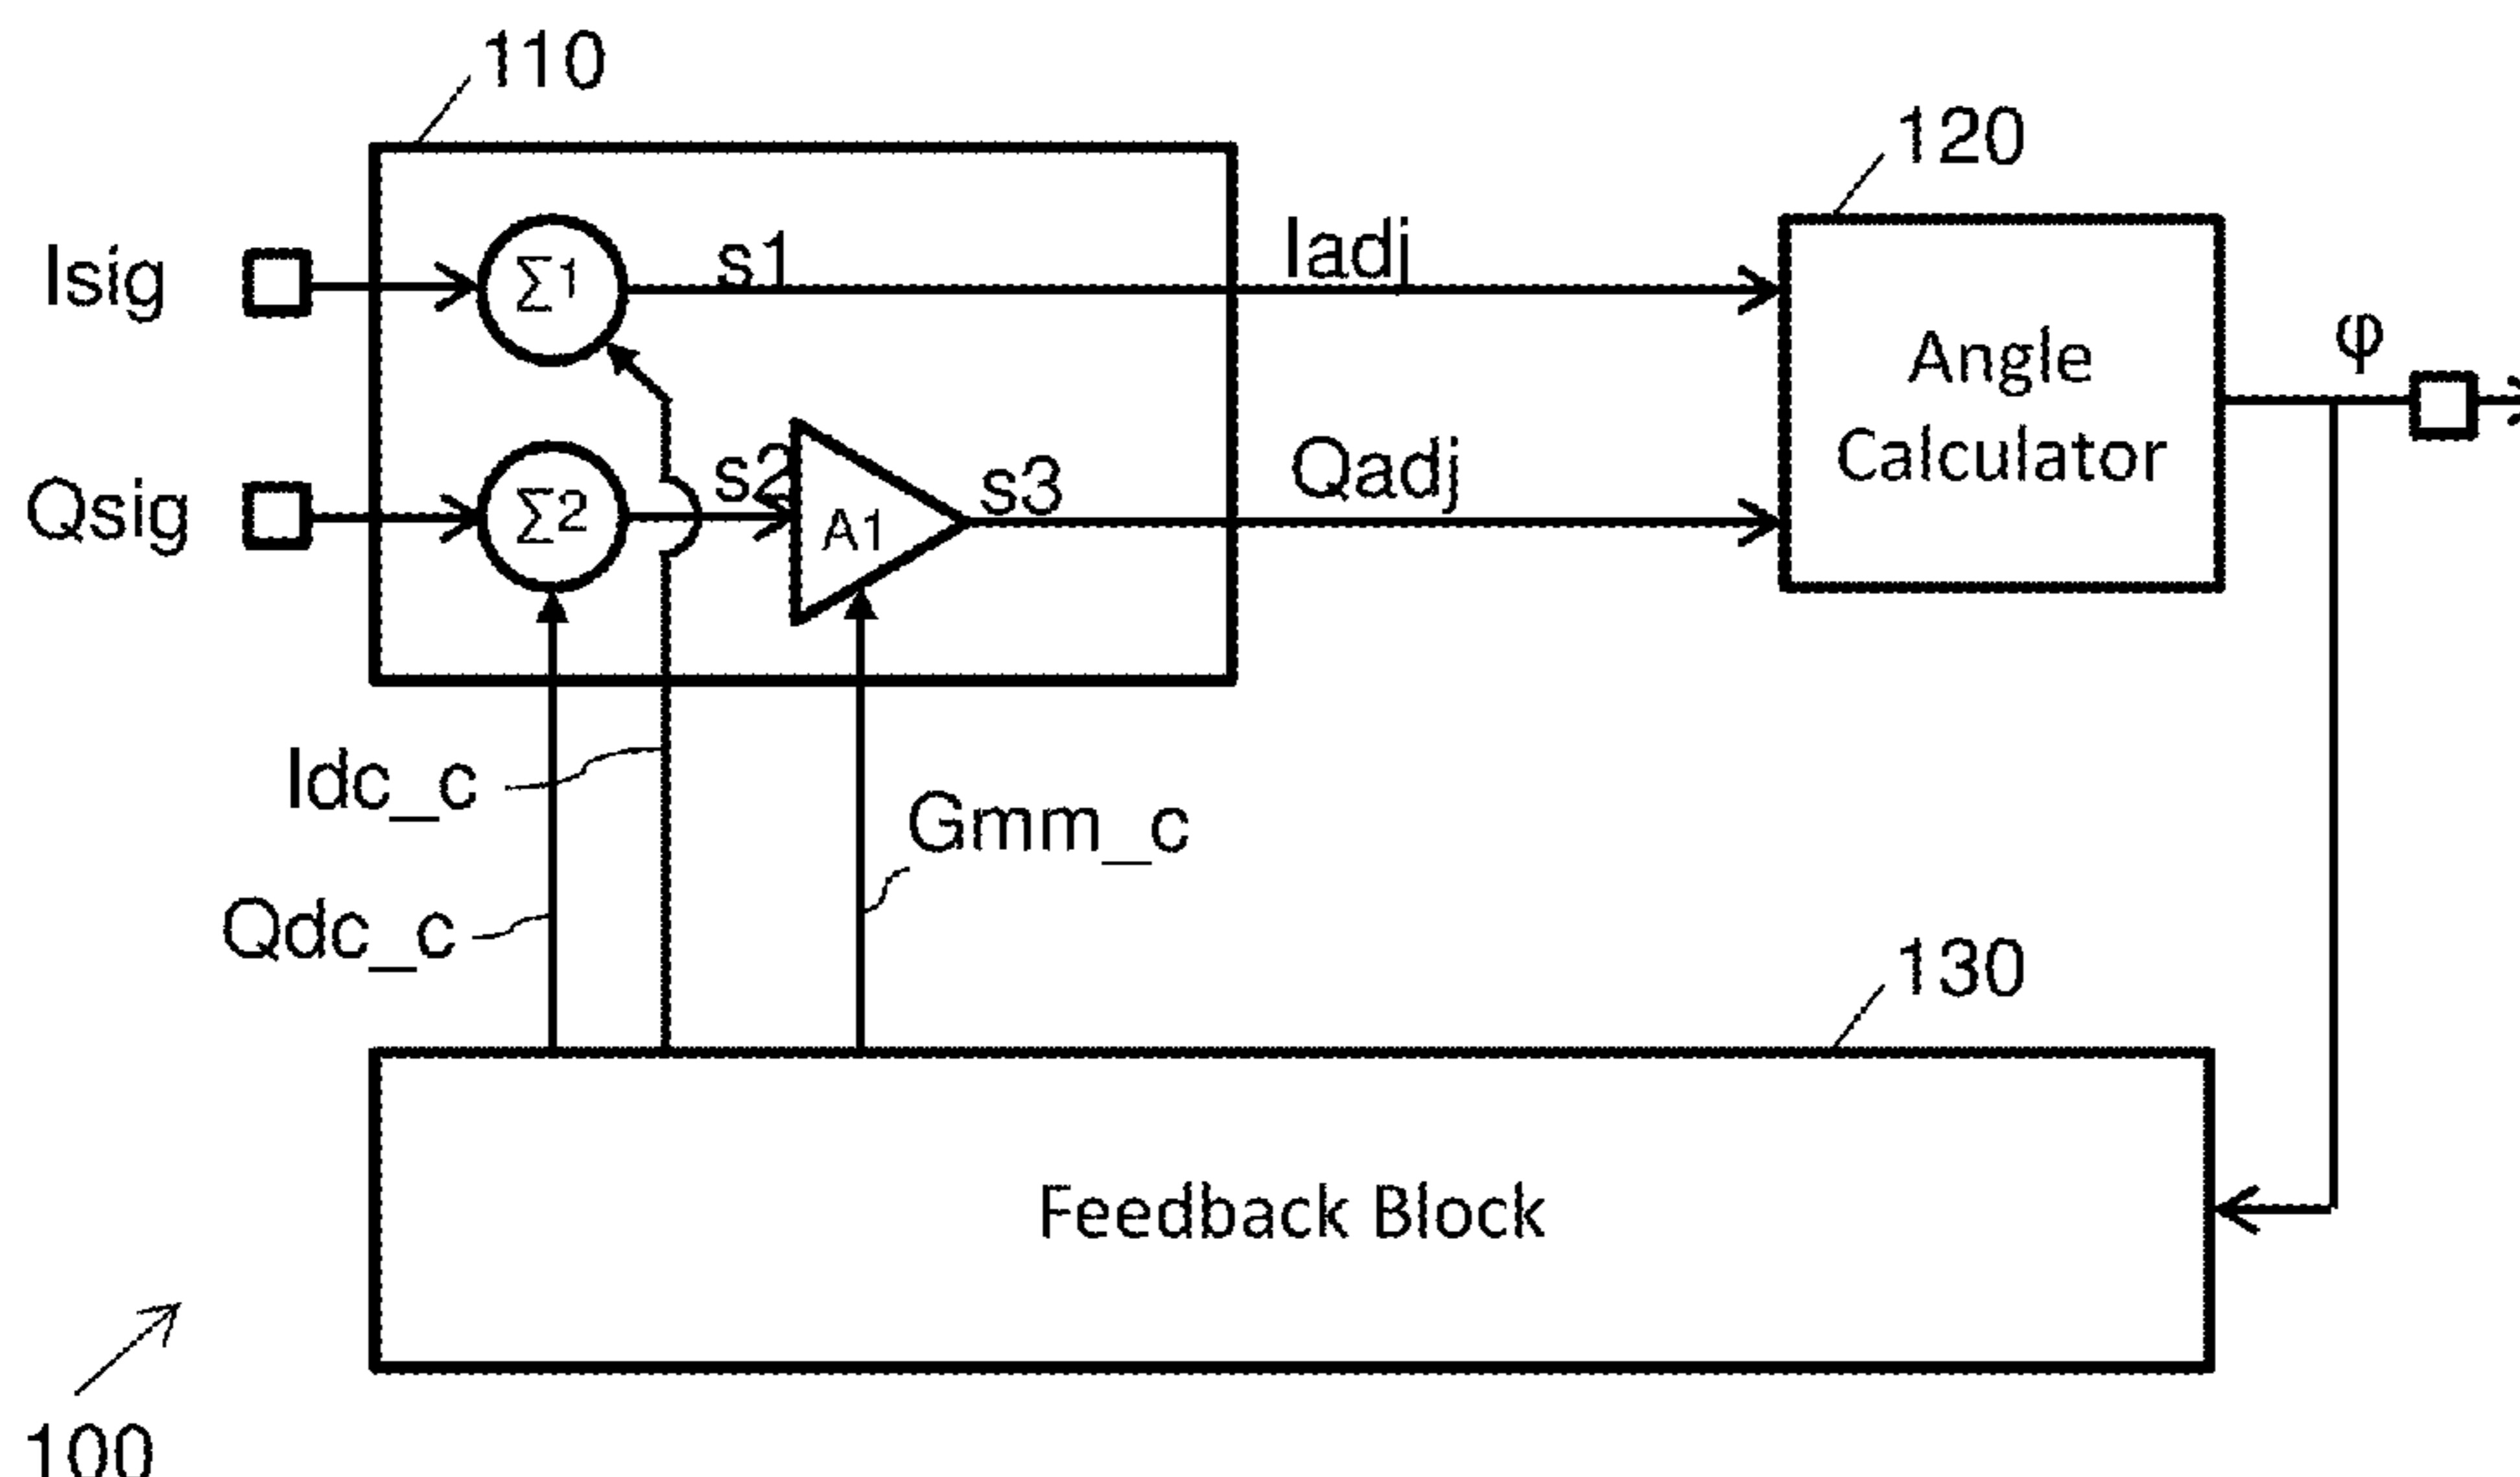 110
120
Isig
Σ1
s1
Iadj
φ
Angle
Calculator
Qsig
Σ2
s2
A1
s3
Qadj
Idc_c
Gmm_c
Qdc_c
130
Feedback Block
100